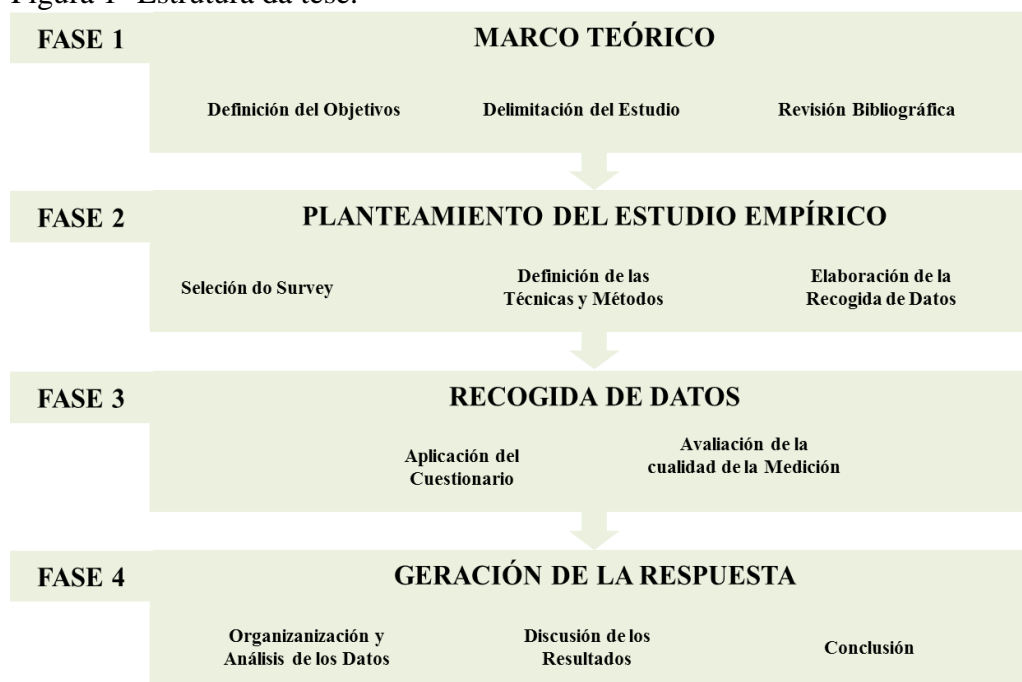 Figura 1- Estrutura da tese.
FASE 1
MARCO TEÓRICO
Definición del Objetivos
Delimitación del Estudio
Revisión Bibliográfica
FASE 2
PLANTEAMIENTO DEL ESTUDIO EMPÍRICO
Seleción do Survey
Definición de las
Técnicas y Métodos
Elaboración de la
Recogida de Datos
FASE 3
RECOGIDA DE DATOS
Aplicación del
Cuestionario
Avaliación de la
cualidad de la Medición
FASE 4
GERACIÓN DE LA RESPUESTA
Organizanización y
Análisis de los Datos
Discusión de los
Resultados
Conclusión